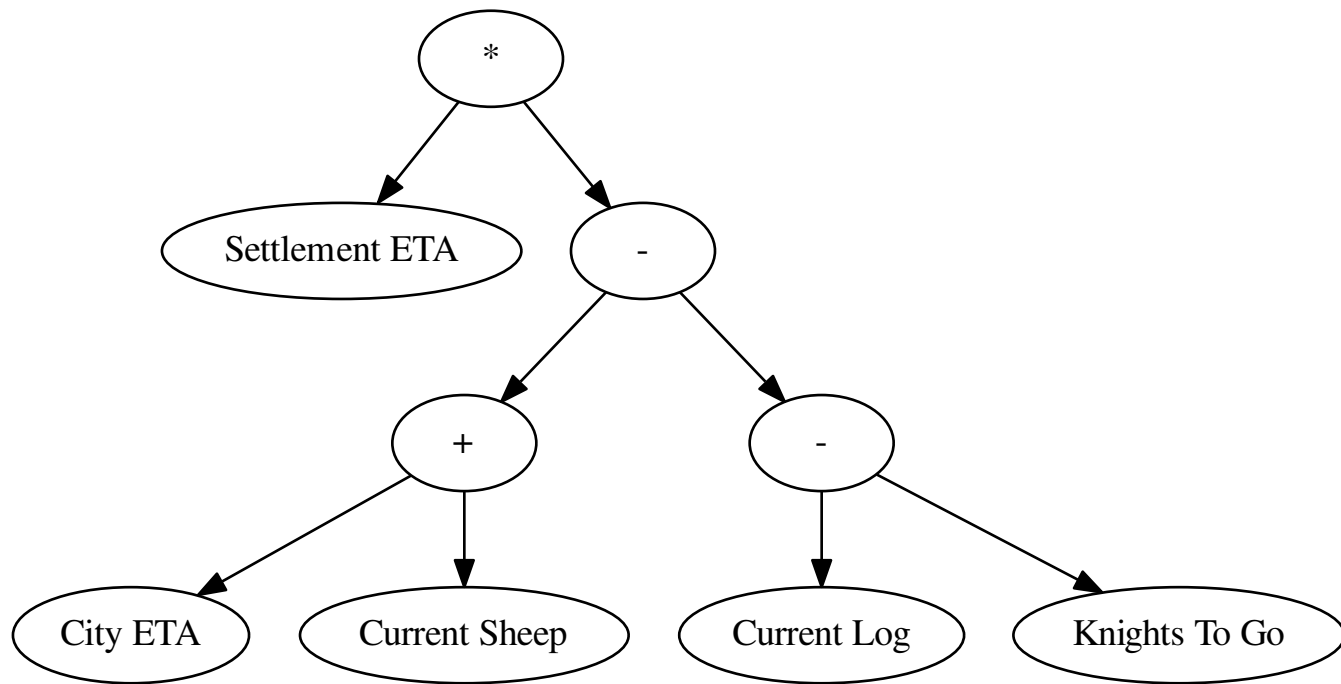 *
Settlement ETA
-
+
-
City ETA
Current Sheep
Current Log
Knights To Go